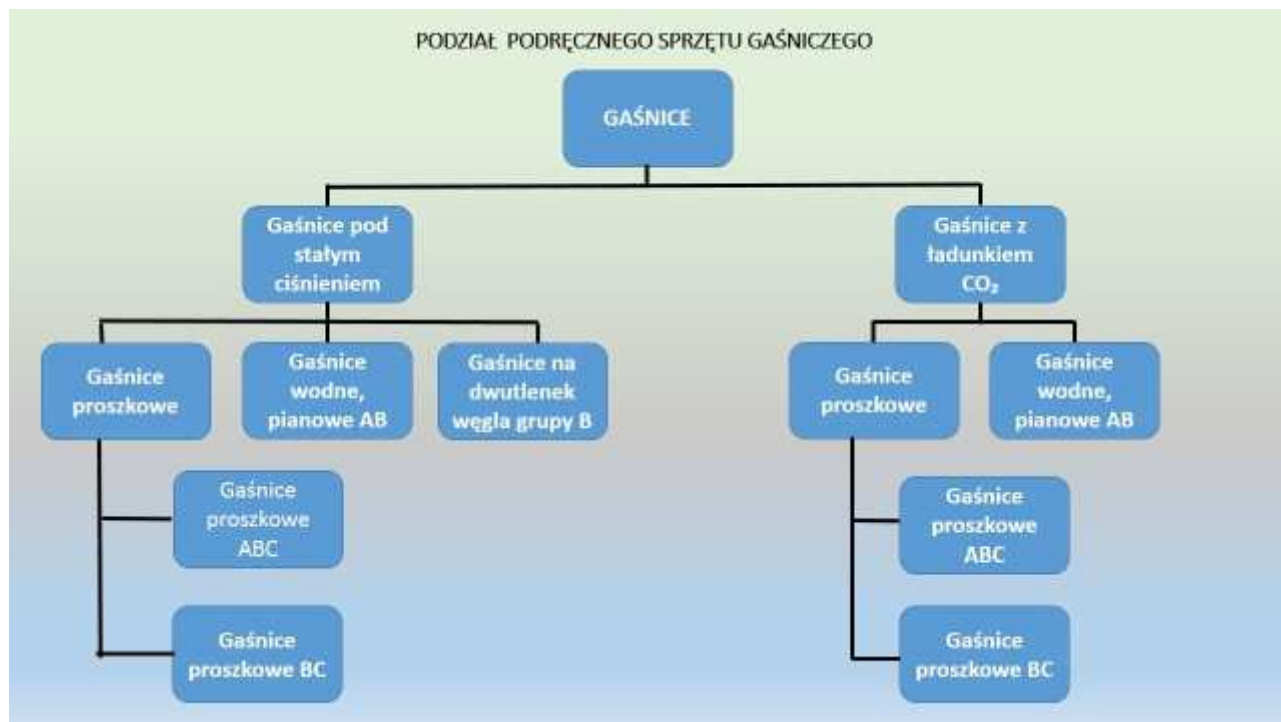 PODZIAŁ PODRĘCZNEGO SPRZĘTU GAŚNICZEGO
GAŚNICE
Gaśnice pod
stałym
ciśnieniem
Gaśnice z
ładunkiem
CO₂
Gaśnice
proszkowe
Gaśnice
wodne,
pianowe AB
Gaśnice na
dwutlenek
węgla grupy B
Gaśnice
proszkowe
Gaśnice
wodne,
pianowe AB
Gaśnice
proszkowe
ABC
Gaśnice
proszkowe
ABC
Gaśnice
proszkowe BC
Gaśnice
proszkowe BC